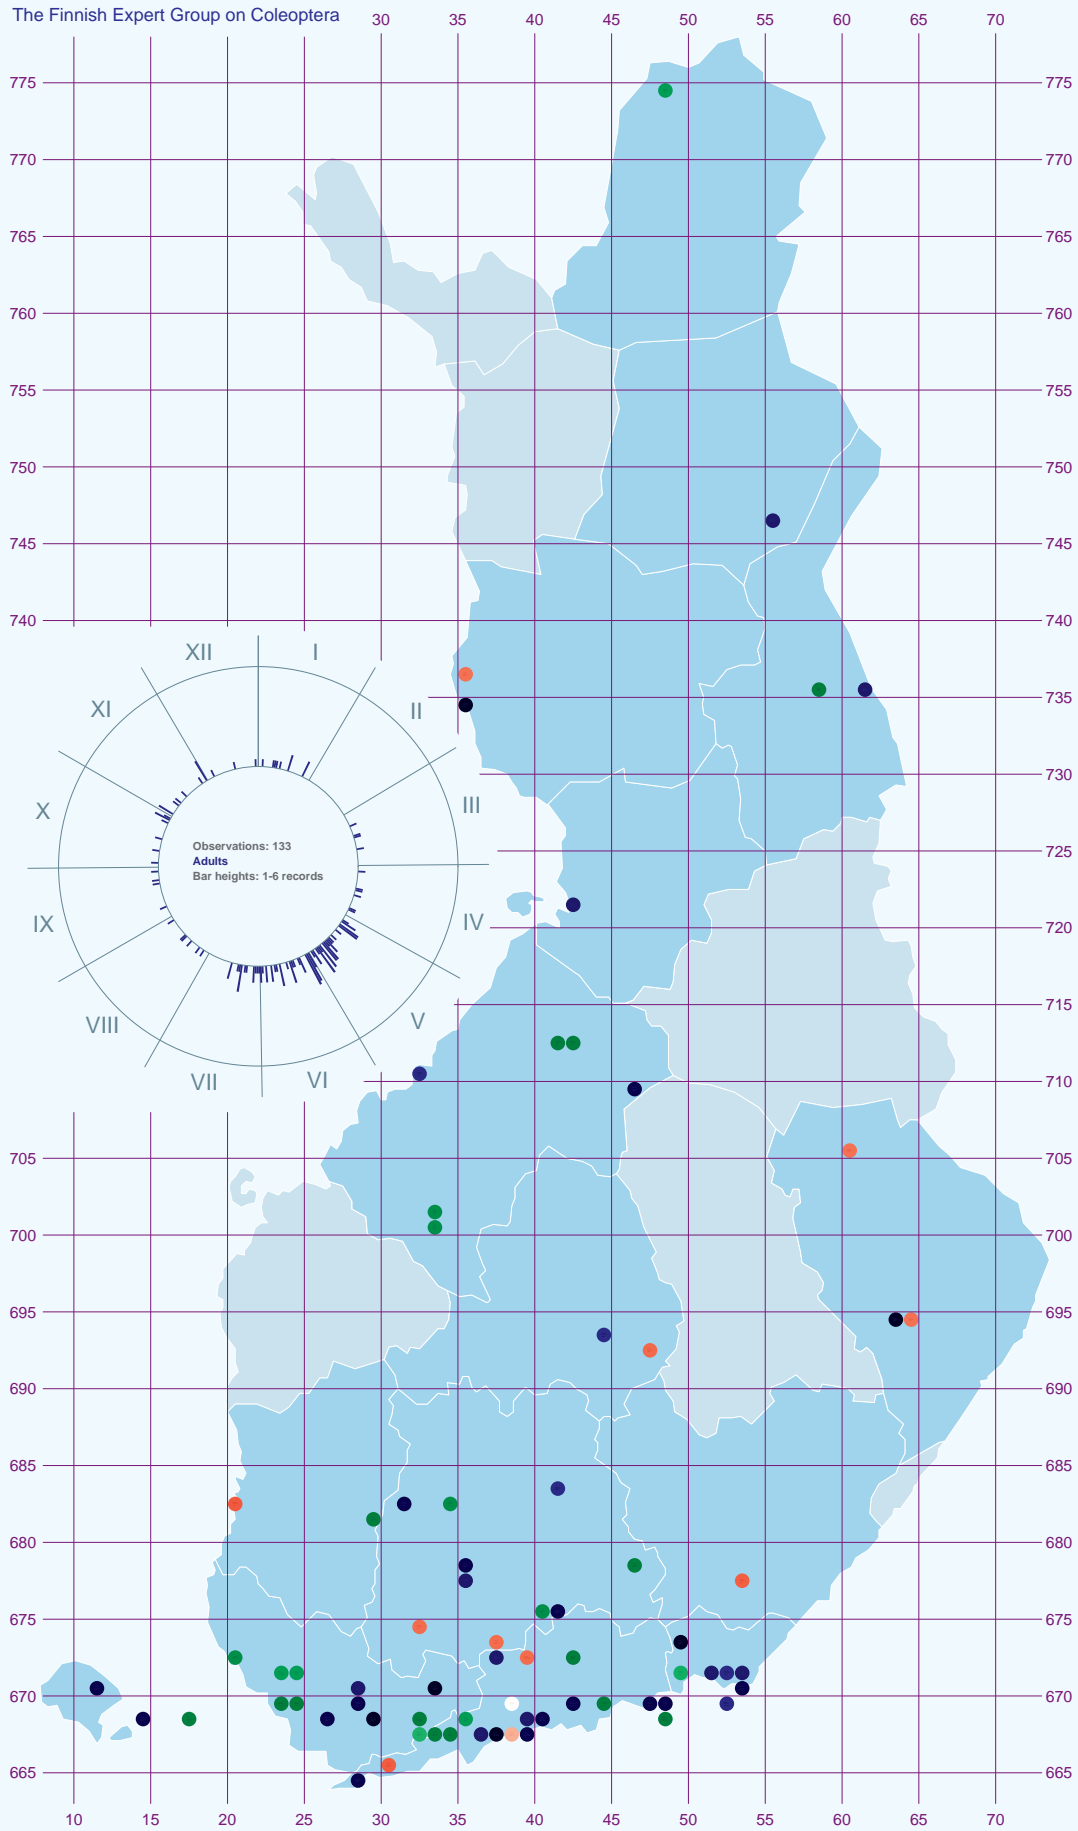 The Finnish Expert Group on Coleoptera
30 35 40 45 50 55 60 65 70
775 775
770 770
765 765
760 760
755 755
750 750
745 745
740 740
XII I
XI II
735
X III
730
725
Observations: 133
Adults
Bar heights: 1-6 records
IX IV
720 720
715
VIII V
VII VI
710
705 705
700 700
695 695
690 690
685 685
680 680
675 675
670 670
665 665
10 15 20 25 30 35 40 45 50 55 60 65 70